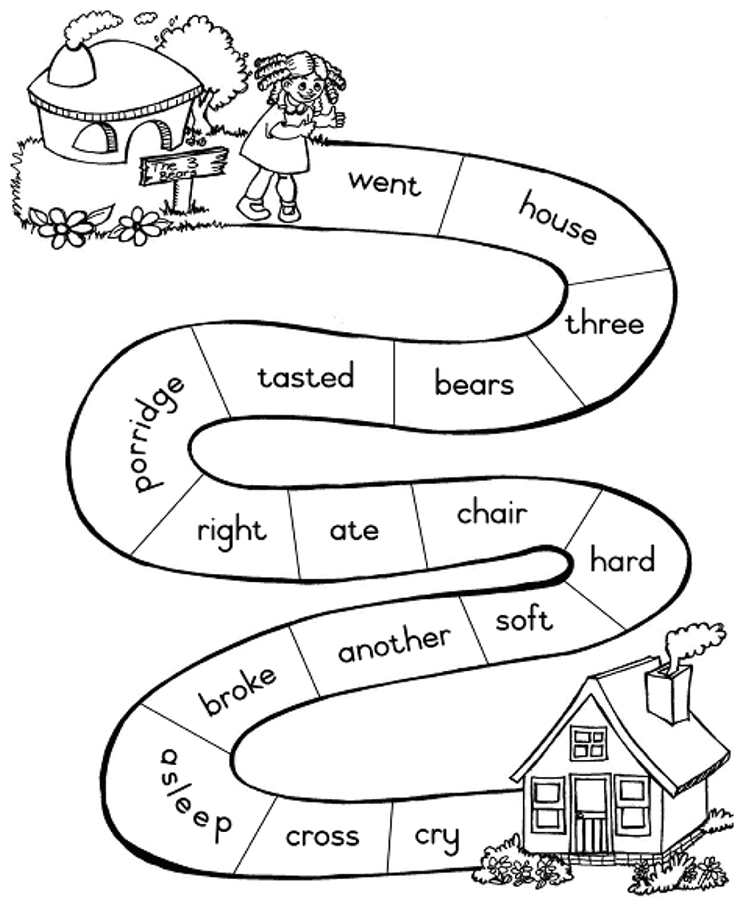 The 3
Bears
went
house
three
bears
tasted
porridge
right
ate
chair
hard
soft
another
broke
asleep
cross
cry